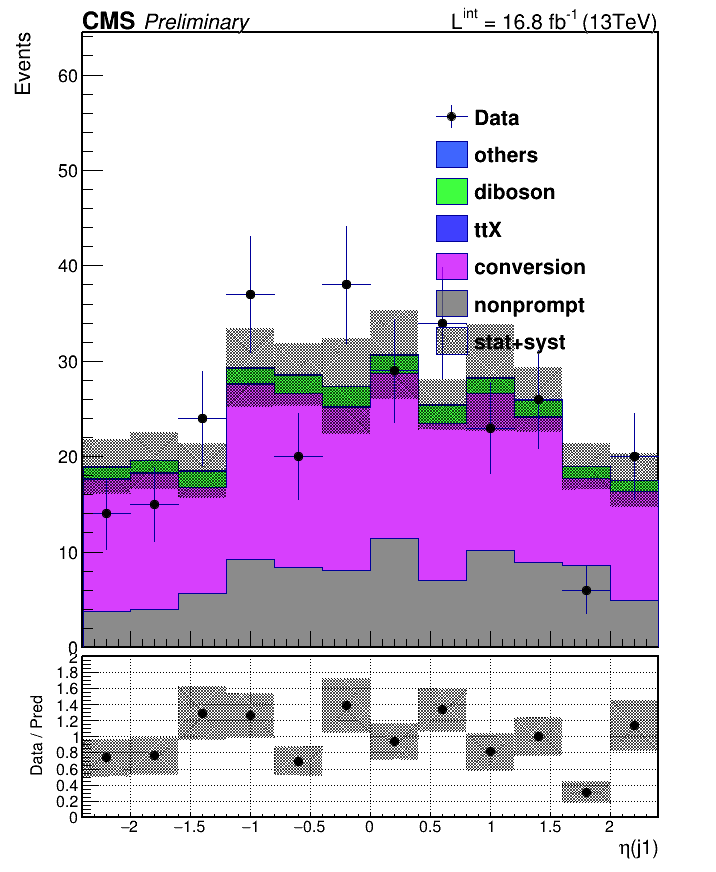 CMS Preliminary L^int = 16.8 fb^-1 (13TeV)
Events
60
50
40
30
20
10
0
Data
others
diboson
ttX
conversion
nonprompt
stat+syst
Data / Pred
2
1.8
1.6
1.4
1.2
1
0.8
0.6
0.4
0.2
0
−2 −1.5 −1 −0.5 0 0.5 1 1.5 2
η(j1)